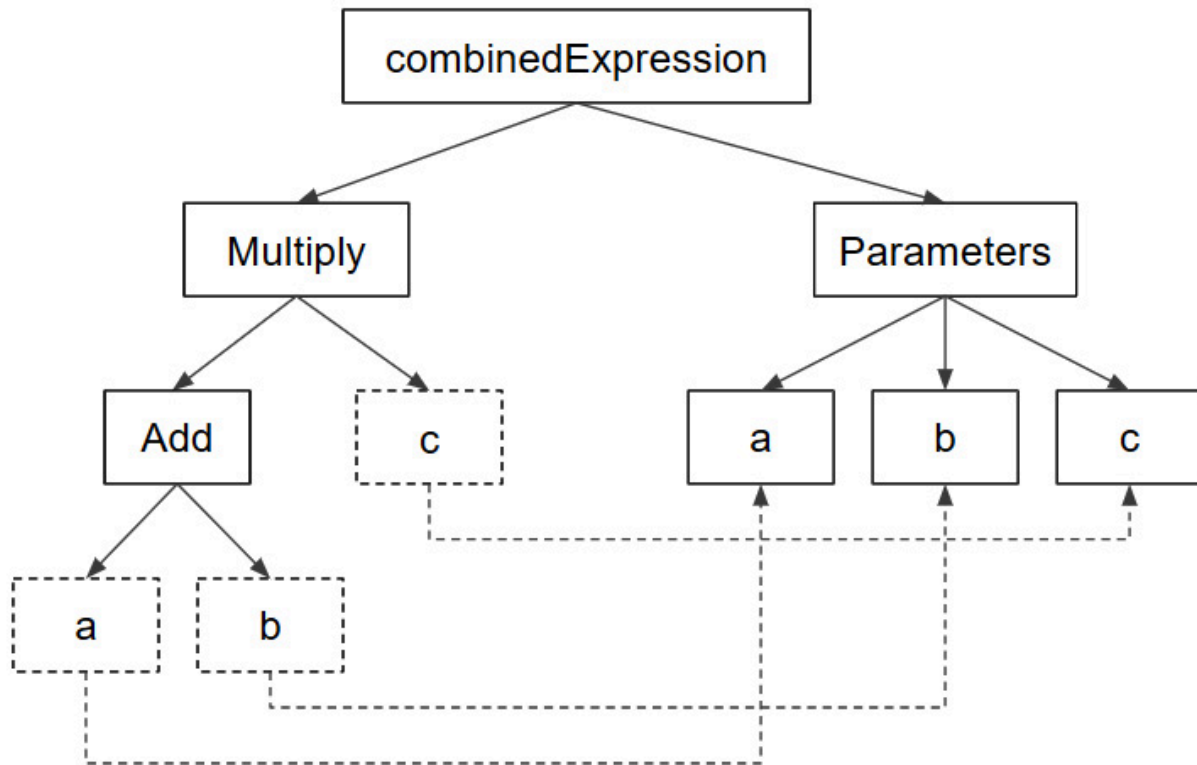 combinedExpression
Multiply
Parameters
Add
c
a
b
c
a
b